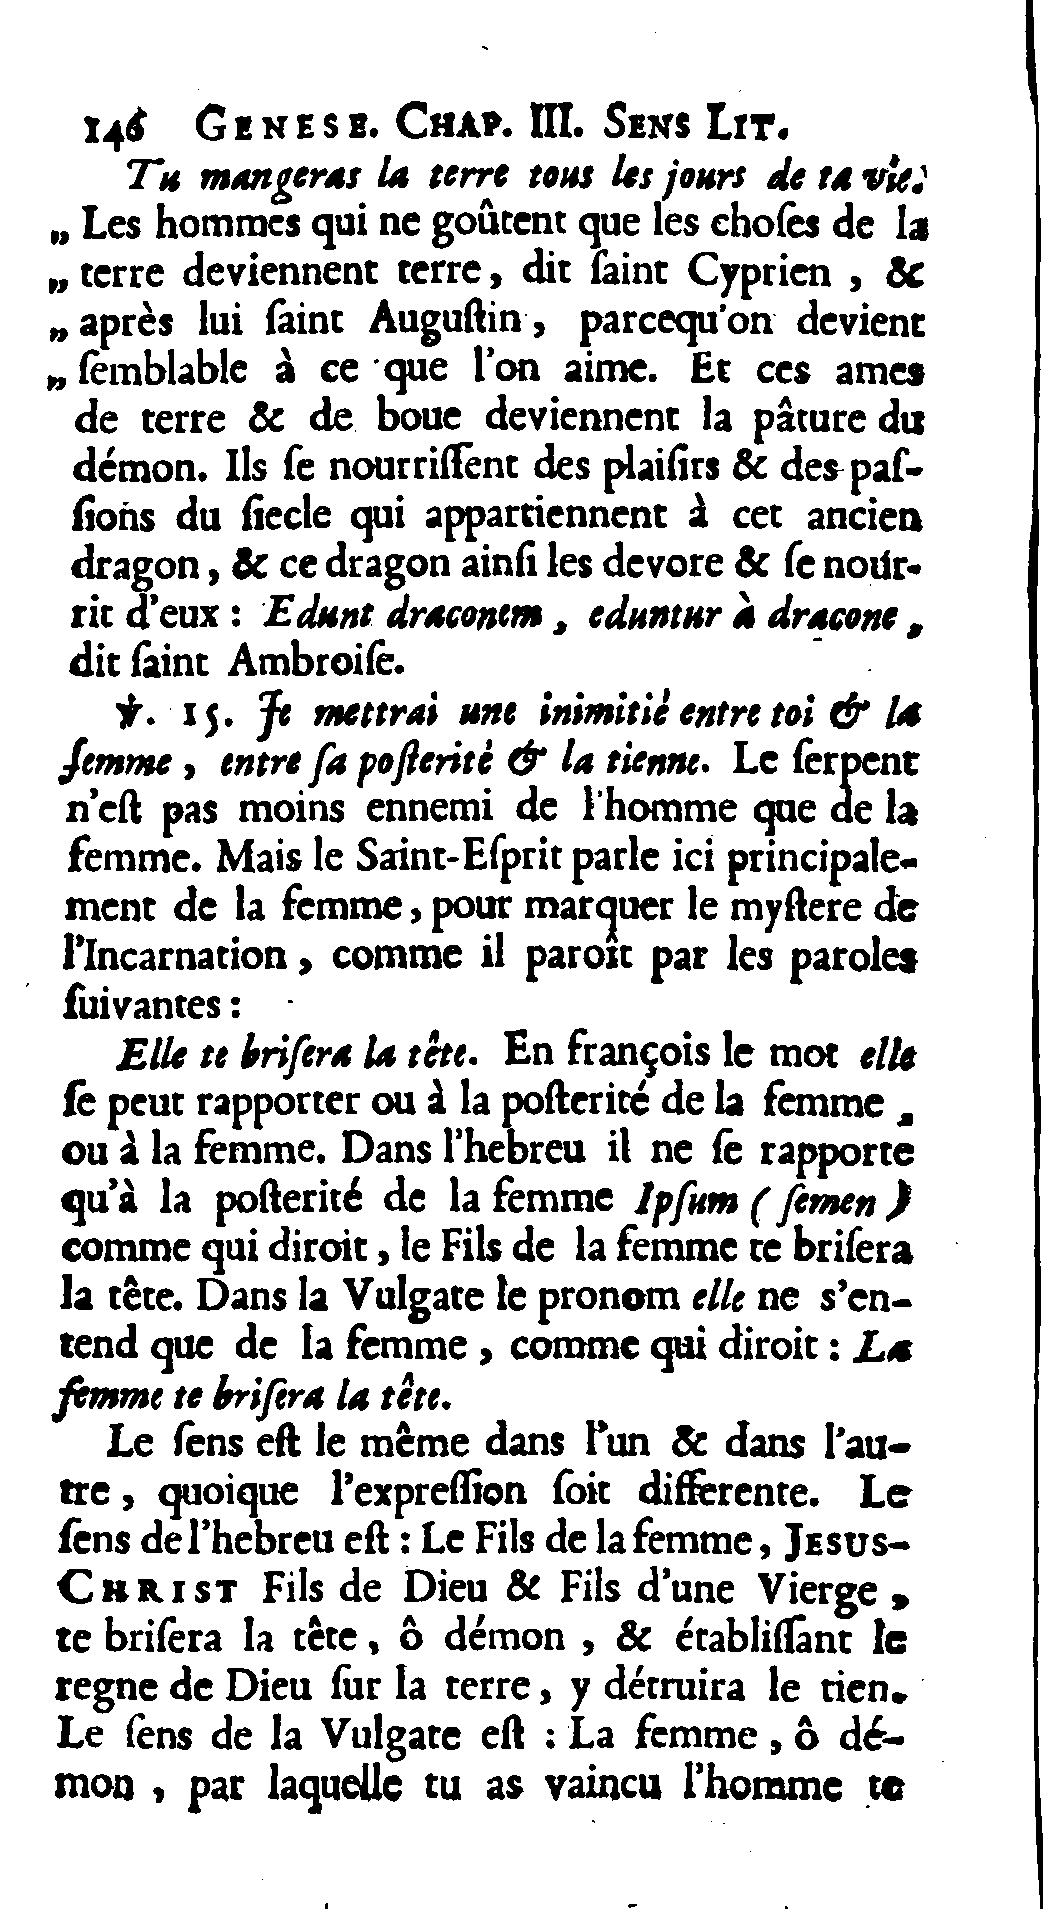 146 GENESE. CHAP. III. SENS LIT.
Tu mangeras la terre tous les jours de ta vie.
„ Les hommes qui ne goûtent que les choſes de la
„ terre deviennent terre, dit ſaint Cyprien, &
„ après lui ſaint Auguſtin, parcequ'on devient
„ ſemblable à ce que l'on aime. Et ces ames
de terre & de boue deviennent la pâture du
démon. Ils ſe nourriſſent des plaiſirs & des paſ-
ſions du ſiecle qui appartiennent à cet ancien
dragon, & ce dragon ainſi les devore & ſe nour-
rit d'eux : Edunt draconem, eduntur à dracone,
dit ſaint Ambroiſe.
℣. 15. Je mettrai une inimitié entre toi & la
femme, entre ſa poſterité & la tienne. Le ſerpent
n'eſt pas moins ennemi de l'homme que de la
femme. Mais le Saint-Eſprit parle ici principale-
ment de la femme, pour marquer le myſtere de
l'Incarnation, comme il paroît par les paroles
ſuivantes :
Elle te briſera la tête. En françois le mot elle
ſe peut rapporter ou à la poſterité de la femme,
ou à la femme. Dans l'hebreu il ne ſe rapporte
qu'à la poſterité de la femme Ipſum (ſemen)
comme qui diroit, le Fils de la femme te briſera
la tête. Dans la Vulgate le pronom elle ne s'en-
tend que de la femme, comme qui diroit : La
femme te briſera la tête.
Le ſens eſt le même dans l'un & dans l'au-
tre, quoique l'expreſſion ſoit differente. Le
ſens de l'hebreu eſt : Le Fils de la femme, JESUS-
CHRIST Fils de Dieu & Fils d'une Vierge,
te briſera la tête, ô démon, & établiſſant le
regne de Dieu ſur la terre, y détruira le tien.
Le ſens de la Vulgate eſt : La femme, ô dé-
mon, par laquelle tu as vaincu l'homme te